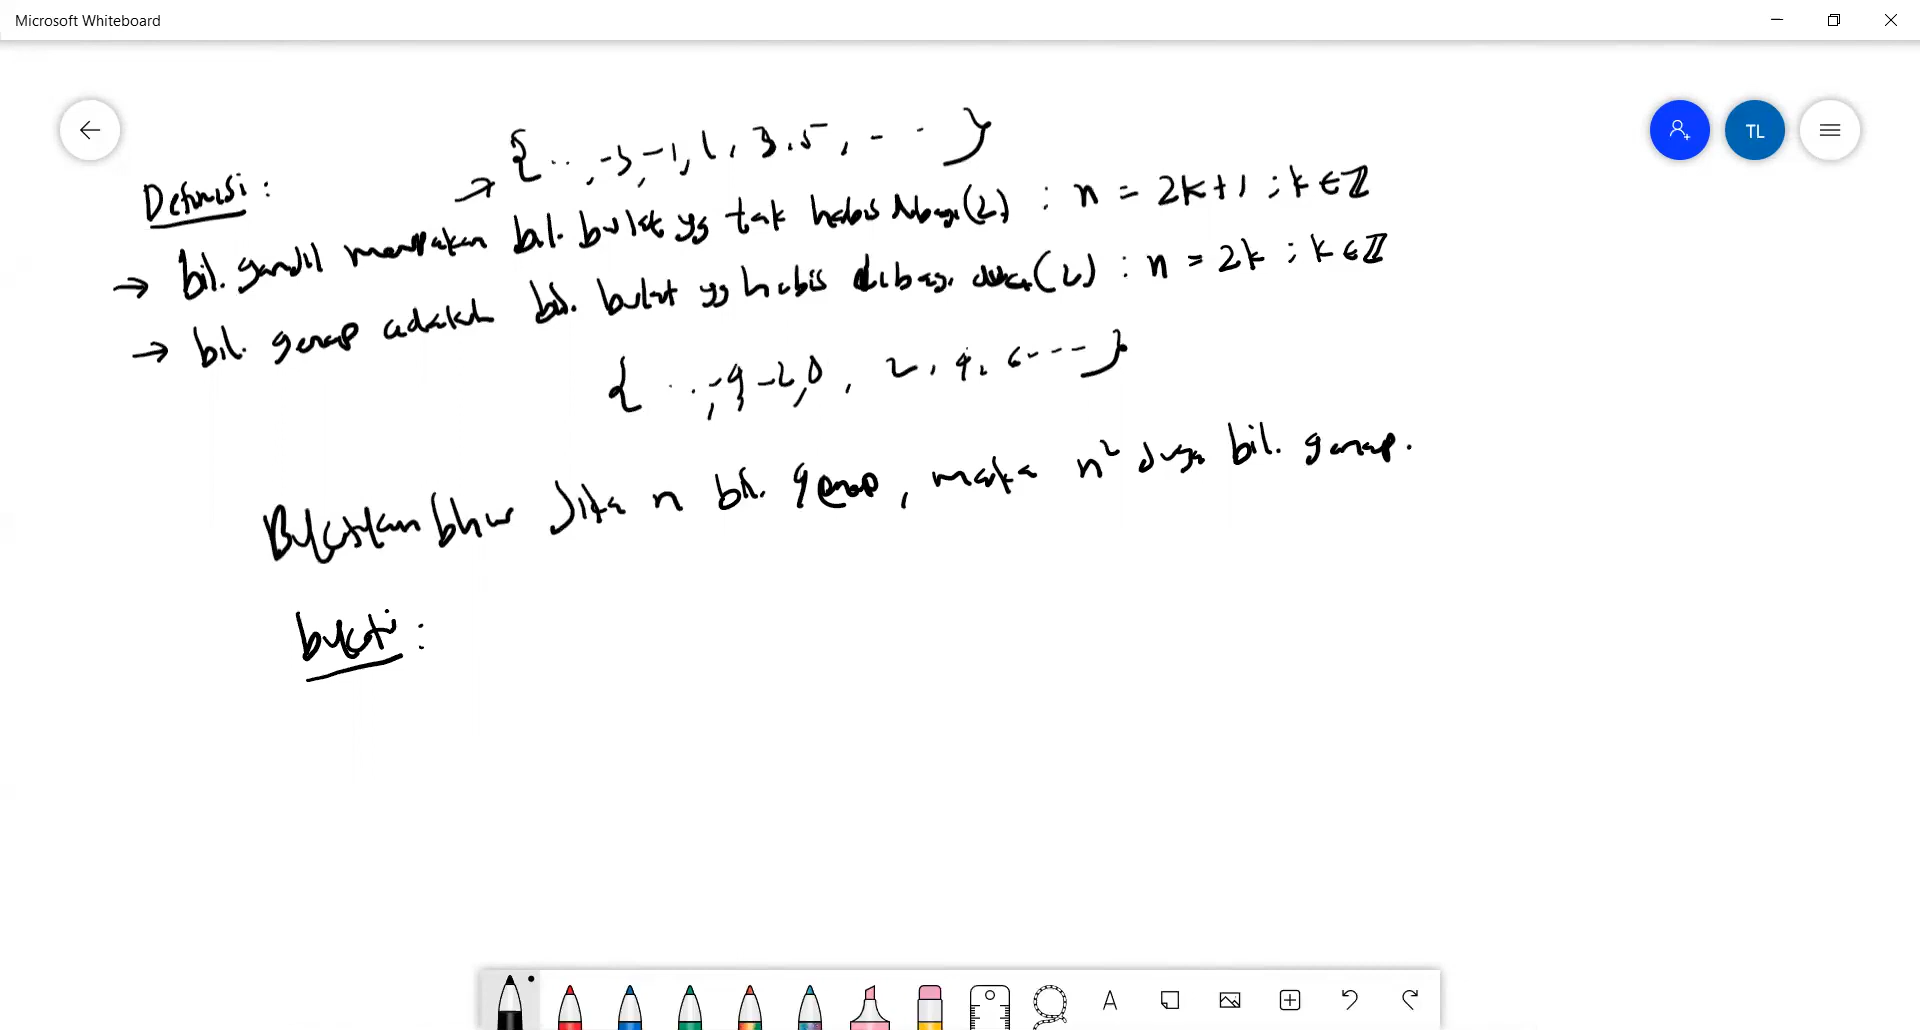 Microsoft Whiteboard
TL
→ {..., -3, -1, 1, 3, 5, ... }
Definisi :
→ bil. ganjil merupakan bil. bulat yg tak habis dibagi (2) : n = 2k+1 ; k ∈ ℤ
→ bil. genap adalah bil. bulat yg habis dibagi dua (2) : n = 2k ; k ∈ ℤ
{ ..., -4, -2, 0, 2, 4, 6 --- }
Buktikan bhw Jika n bil. genap, maka n² juga bil. genap.
bukti :
A